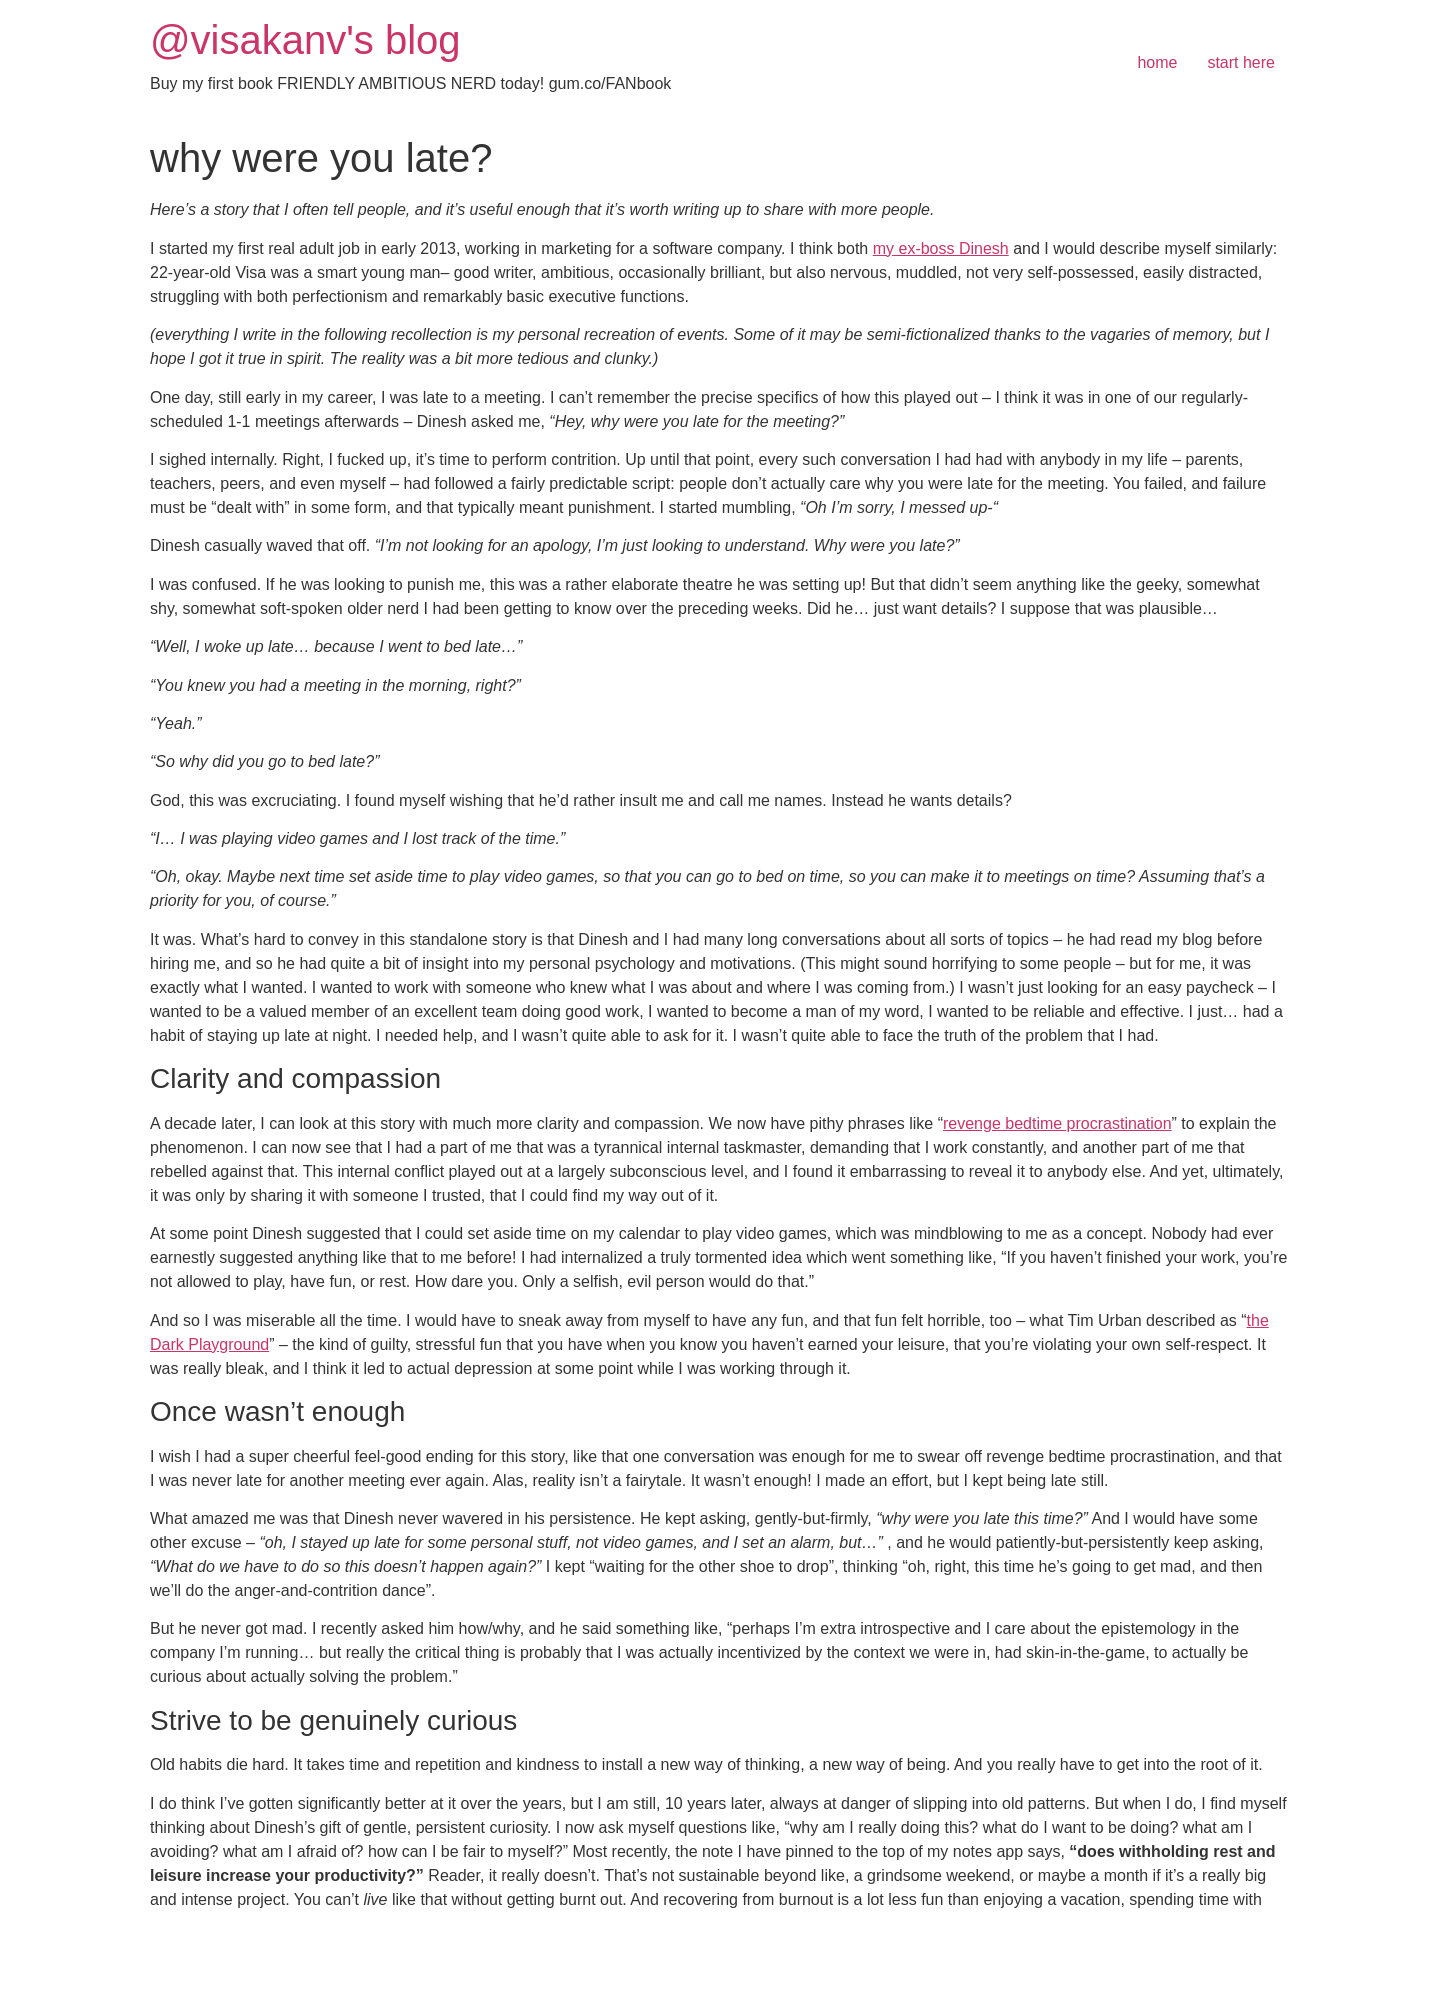 @visakanv's blog
Buy my first book FRIENDLY AMBITIOUS NERD today! gum.co/FANbook
home
start here
why were you late?
Here’s a story that I often tell people, and it’s useful enough that it’s worth writing up to share with more people.
I started my first real adult job in early 2013, working in marketing for a software company. I think both my ex-boss Dinesh and I would describe myself similarly:
22-year-old Visa was a smart young man– good writer, ambitious, occasionally brilliant, but also nervous, muddled, not very self-possessed, easily distracted,
struggling with both perfectionism and remarkably basic executive functions.
(everything I write in the following recollection is my personal recreation of events. Some of it may be semi-fictionalized thanks to the vagaries of memory, but I
hope I got it true in spirit. The reality was a bit more tedious and clunky.)
One day, still early in my career, I was late to a meeting. I can’t remember the precise specifics of how this played out – I think it was in one of our regularly-
scheduled 1-1 meetings afterwards – Dinesh asked me, “Hey, why were you late for the meeting?”
I sighed internally. Right, I fucked up, it’s time to perform contrition. Up until that point, every such conversation I had had with anybody in my life – parents,
teachers, peers, and even myself – had followed a fairly predictable script: people don’t actually care why you were late for the meeting. You failed, and failure
must be “dealt with” in some form, and that typically meant punishment. I started mumbling, “Oh I’m sorry, I messed up-“
Dinesh casually waved that off. “I’m not looking for an apology, I’m just looking to understand. Why were you late?”
I was confused. If he was looking to punish me, this was a rather elaborate theatre he was setting up! But that didn’t seem anything like the geeky, somewhat
shy, somewhat soft-spoken older nerd I had been getting to know over the preceding weeks. Did he… just want details? I suppose that was plausible…
“Well, I woke up late… because I went to bed late…”
“You knew you had a meeting in the morning, right?”
“Yeah.”
“So why did you go to bed late?”
God, this was excruciating. I found myself wishing that he’d rather insult me and call me names. Instead he wants details?
“I… I was playing video games and I lost track of the time.”
“Oh, okay. Maybe next time set aside time to play video games, so that you can go to bed on time, so you can make it to meetings on time? Assuming that’s a
priority for you, of course.”
It was. What’s hard to convey in this standalone story is that Dinesh and I had many long conversations about all sorts of topics – he had read my blog before
hiring me, and so he had quite a bit of insight into my personal psychology and motivations. (This might sound horrifying to some people – but for me, it was
exactly what I wanted. I wanted to work with someone who knew what I was about and where I was coming from.) I wasn’t just looking for an easy paycheck – I
wanted to be a valued member of an excellent team doing good work, I wanted to become a man of my word, I wanted to be reliable and effective. I just… had a
habit of staying up late at night. I needed help, and I wasn’t quite able to ask for it. I wasn’t quite able to face the truth of the problem that I had.
Clarity and compassion
A decade later, I can look at this story with much more clarity and compassion. We now have pithy phrases like “revenge bedtime procrastination” to explain the
phenomenon. I can now see that I had a part of me that was a tyrannical internal taskmaster, demanding that I work constantly, and another part of me that
rebelled against that. This internal conflict played out at a largely subconscious level, and I found it embarrassing to reveal it to anybody else. And yet, ultimately,
it was only by sharing it with someone I trusted, that I could find my way out of it.
At some point Dinesh suggested that I could set aside time on my calendar to play video games, which was mindblowing to me as a concept. Nobody had ever
earnestly suggested anything like that to me before! I had internalized a truly tormented idea which went something like, “If you haven’t finished your work, you’re
not allowed to play, have fun, or rest. How dare you. Only a selfish, evil person would do that.”
And so I was miserable all the time. I would have to sneak away from myself to have any fun, and that fun felt horrible, too – what Tim Urban described as “the
Dark Playground” – the kind of guilty, stressful fun that you have when you know you haven’t earned your leisure, that you’re violating your own self-respect. It
was really bleak, and I think it led to actual depression at some point while I was working through it.
Once wasn’t enough
I wish I had a super cheerful feel-good ending for this story, like that one conversation was enough for me to swear off revenge bedtime procrastination, and that
I was never late for another meeting ever again. Alas, reality isn’t a fairytale. It wasn’t enough! I made an effort, but I kept being late still.
What amazed me was that Dinesh never wavered in his persistence. He kept asking, gently-but-firmly, “why were you late this time?” And I would have some
other excuse – “oh, I stayed up late for some personal stuff, not video games, and I set an alarm, but…” , and he would patiently-but-persistently keep asking,
“What do we have to do so this doesn’t happen again?” I kept “waiting for the other shoe to drop”, thinking “oh, right, this time he’s going to get mad, and then
we’ll do the anger-and-contrition dance”.
But he never got mad. I recently asked him how/why, and he said something like, “perhaps I’m extra introspective and I care about the epistemology in the
company I’m running… but really the critical thing is probably that I was actually incentivized by the context we were in, had skin-in-the-game, to actually be
curious about actually solving the problem.”
Strive to be genuinely curious
Old habits die hard. It takes time and repetition and kindness to install a new way of thinking, a new way of being. And you really have to get into the root of it.
I do think I’ve gotten significantly better at it over the years, but I am still, 10 years later, always at danger of slipping into old patterns. But when I do, I find myself
thinking about Dinesh’s gift of gentle, persistent curiosity. I now ask myself questions like, “why am I really doing this? what do I want to be doing? what am I
avoiding? what am I afraid of? how can I be fair to myself?” Most recently, the note I have pinned to the top of my notes app says, “does withholding rest and
leisure increase your productivity?” Reader, it really doesn’t. That’s not sustainable beyond like, a grindsome weekend, or maybe a month if it’s a really big
and intense project. You can’t live like that without getting burnt out. And recovering from burnout is a lot less fun than enjoying a vacation, spending time with